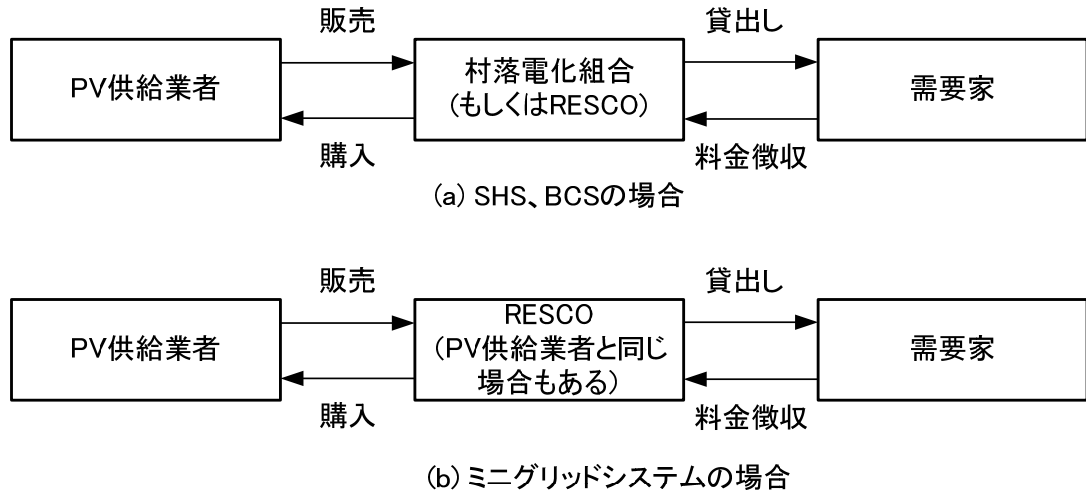 販売
貸出し
PV供給業者
村落電化組合
(もしくはRESCO)
需要家
購入
料金徴収
(a) SHS、BCSの場合
販売
貸出し
PV供給業者
RESCO
(PV供給業者と同じ
場合もある)
需要家
購入
料金徴収
(b) ミニグリッドシステムの場合